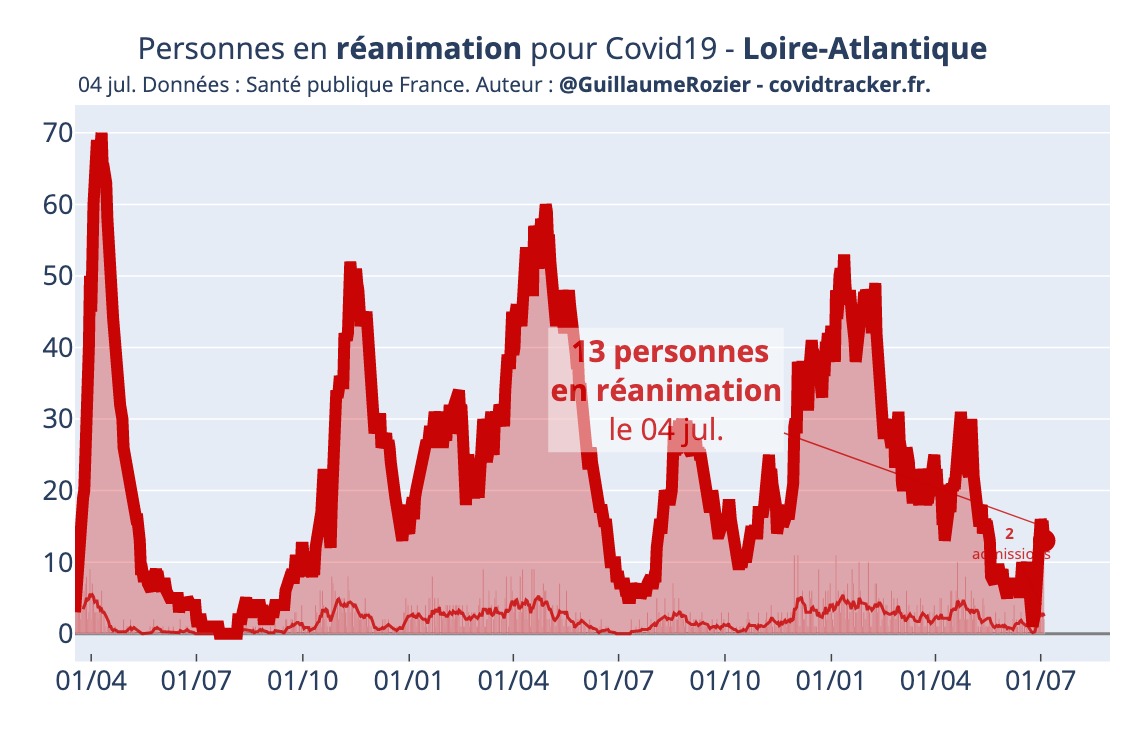 Personnes en réanimation pour Covid19 - Loire-Atlantique
04 jul. Données : Santé publique France. Auteur : @GuillaumeRozier - covidtracker.fr.
70
60
50
40
30
20
10
0
13 personnes
en réanimation
le 04 jul.
2
admissions
01/04 01/07 01/10 01/01 01/04 01/07 01/10 01/01 01/04 01/07